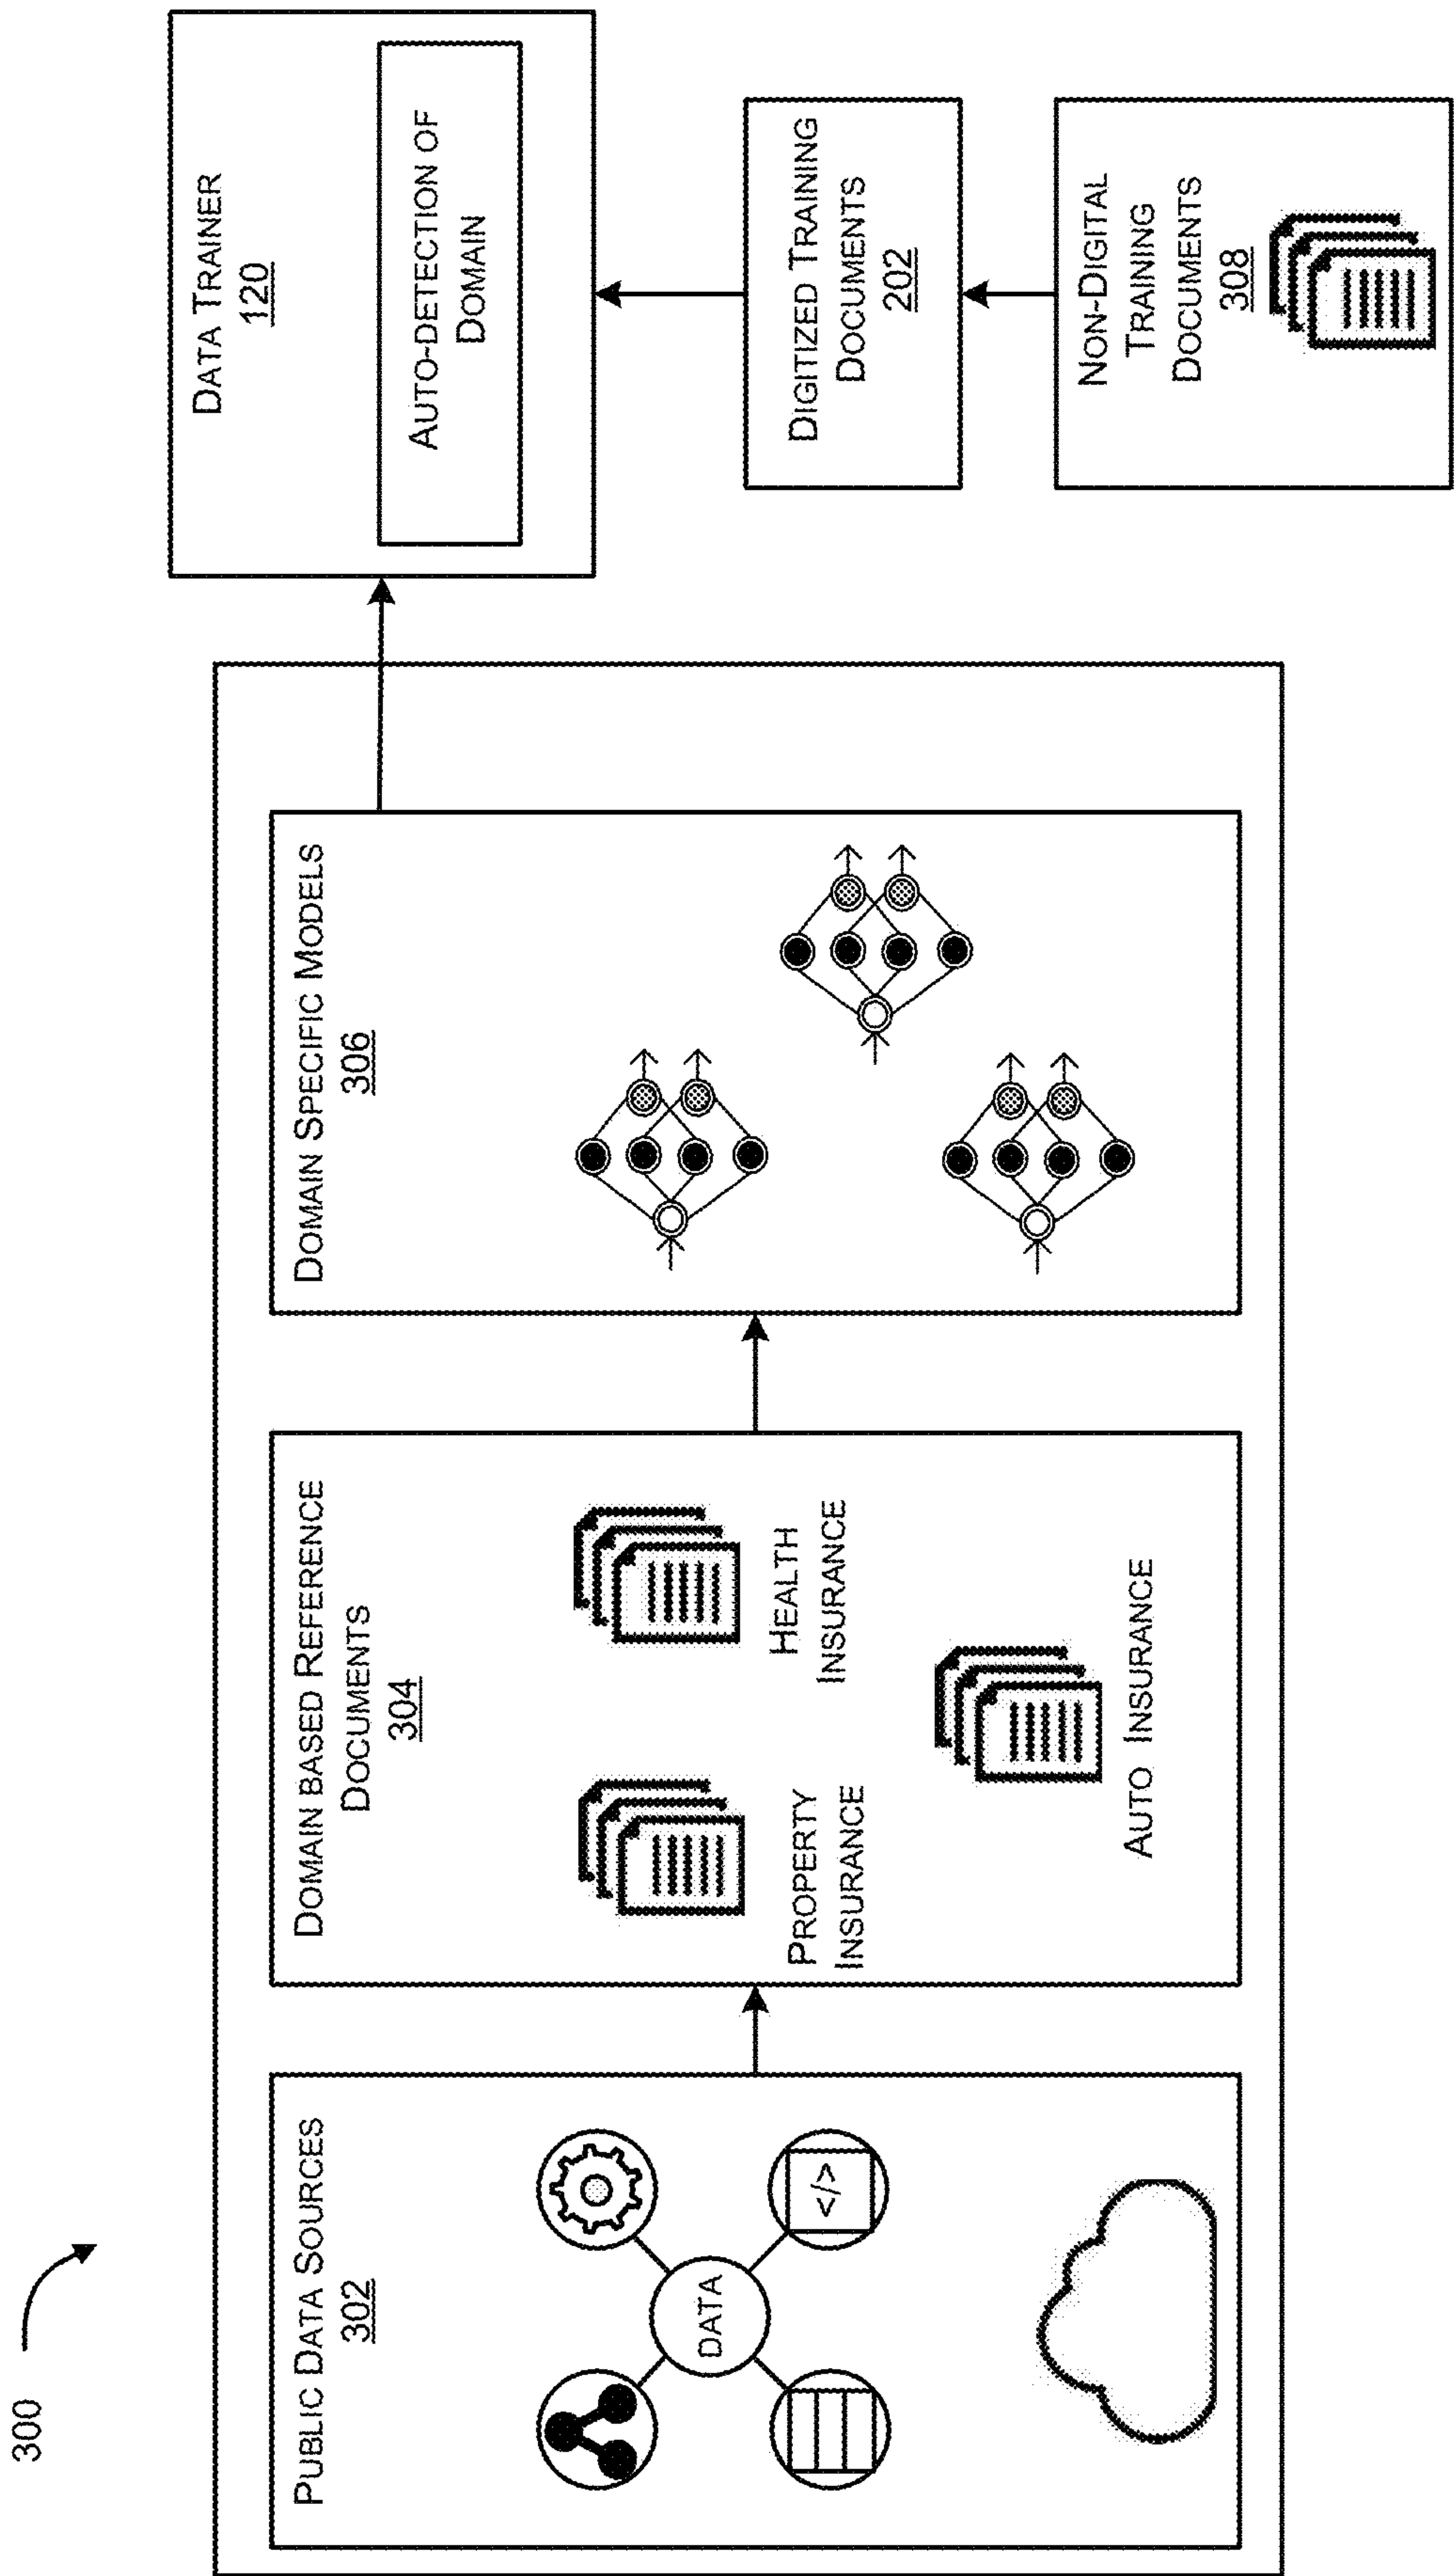 300
PUBLIC DATA SOURCES
302
DATA
</>
DOMAIN BASED REFERENCE
DOCUMENTS
304
PROPERTY
INSURANCE
HEALTH
INSURANCE
AUTO INSURANCE
DOMAIN SPECIFIC MODELS
306
DATA TRAINER
120
AUTO-DETECTION OF
DOMAIN
DIGITIZED TRAINING
DOCUMENTS
202
NON-DIGITAL
TRAINING
DOCUMENTS
308